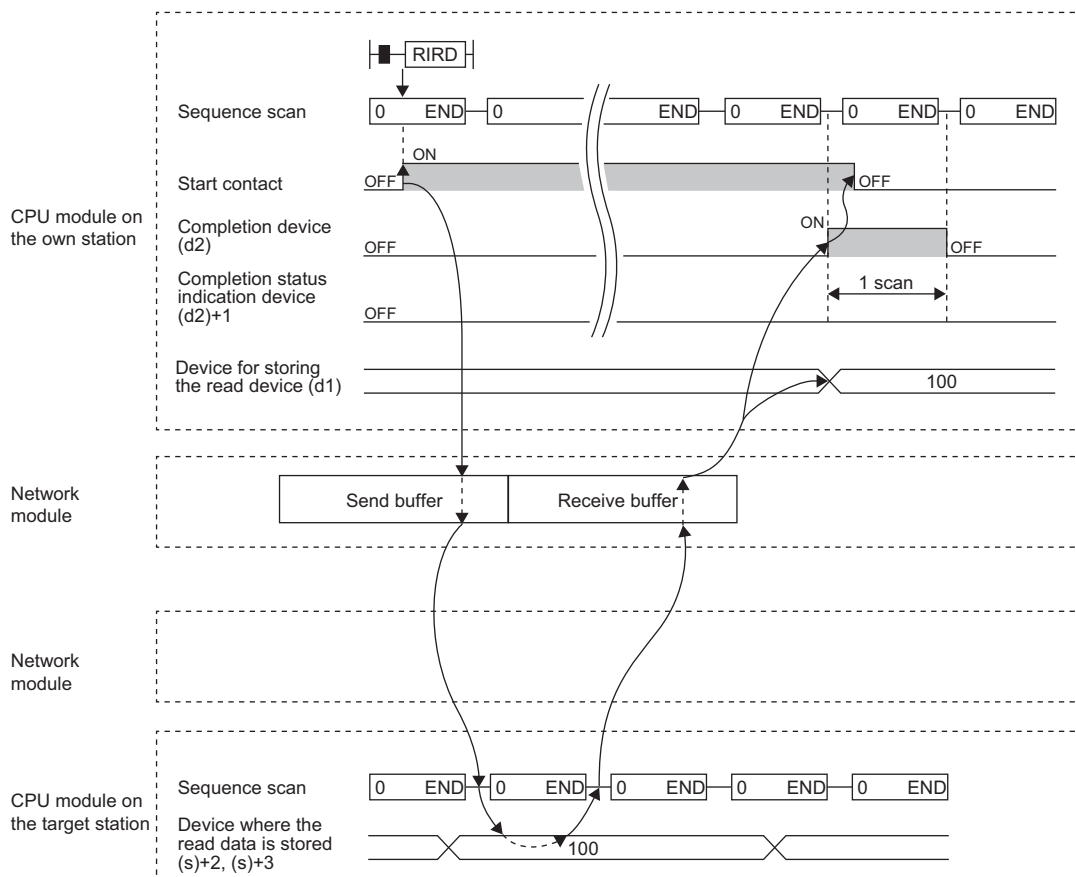 RIRD
Sequence scan
0 END 0 END 0 END 0 END 0 END
ON
Start contact
OFF
OFF
CPU module on
the own station
Completion device
(d2)
ON
OFF
OFF
Completion status
indication device
(d2)+1
1 scan
OFF
Device for storing
the read device (d1)
100
Network
module
Send buffer
Receive buffer
Network
module
CPU module on
the target station
Sequence scan
0 END 0 END 0 END 0 END 0 END
Device where the
read data is stored
(s)+2, (s)+3
100